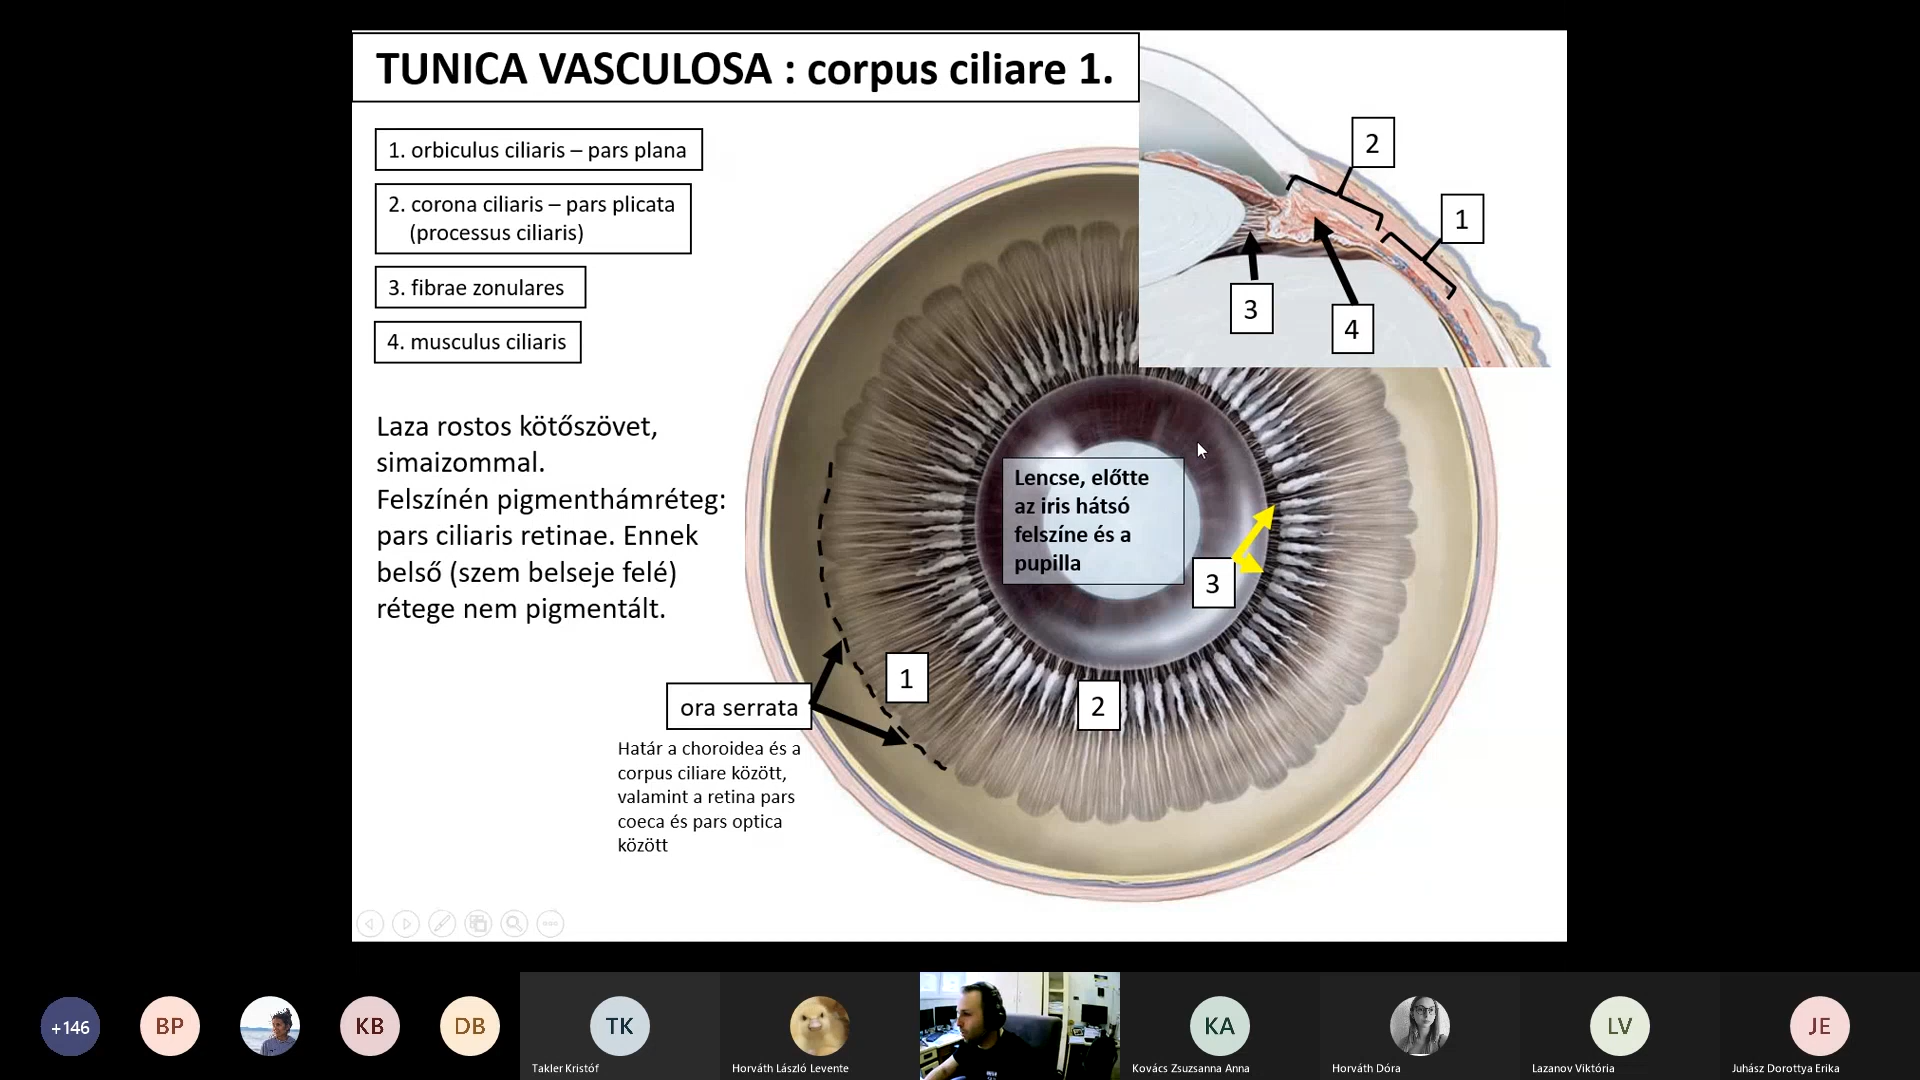 TUNICA VASCULOSA : corpus ciliare 1.
1. orbiculus ciliaris – pars plana
2. corona ciliaris – pars plicata
(processus ciliaris)
3. fibrae zonulares
4. musculus ciliaris
Laza rostos kötőszövet,
simaizommal.
Felszínén pigmenthámréteg:
pars ciliaris retinae. Ennek
belső (szem belseje felé)
rétege nem pigmentált.
2
1
3
4
Lencse, előtte
az iris hátsó
felszíne és a
pupilla
3
1
2
ora serrata
Határ a choroidea és a
corpus ciliare között,
valamint a retina pars
coeca és pars optica
között
+146
BP
KB
DB
TK
KA
LV
JE
Takler Kristóf
Horváth László Levente
Kovács Zsuzsanna Anna
Horváth Dóra
Lazanov Viktória
Juhász Dorottya Erika